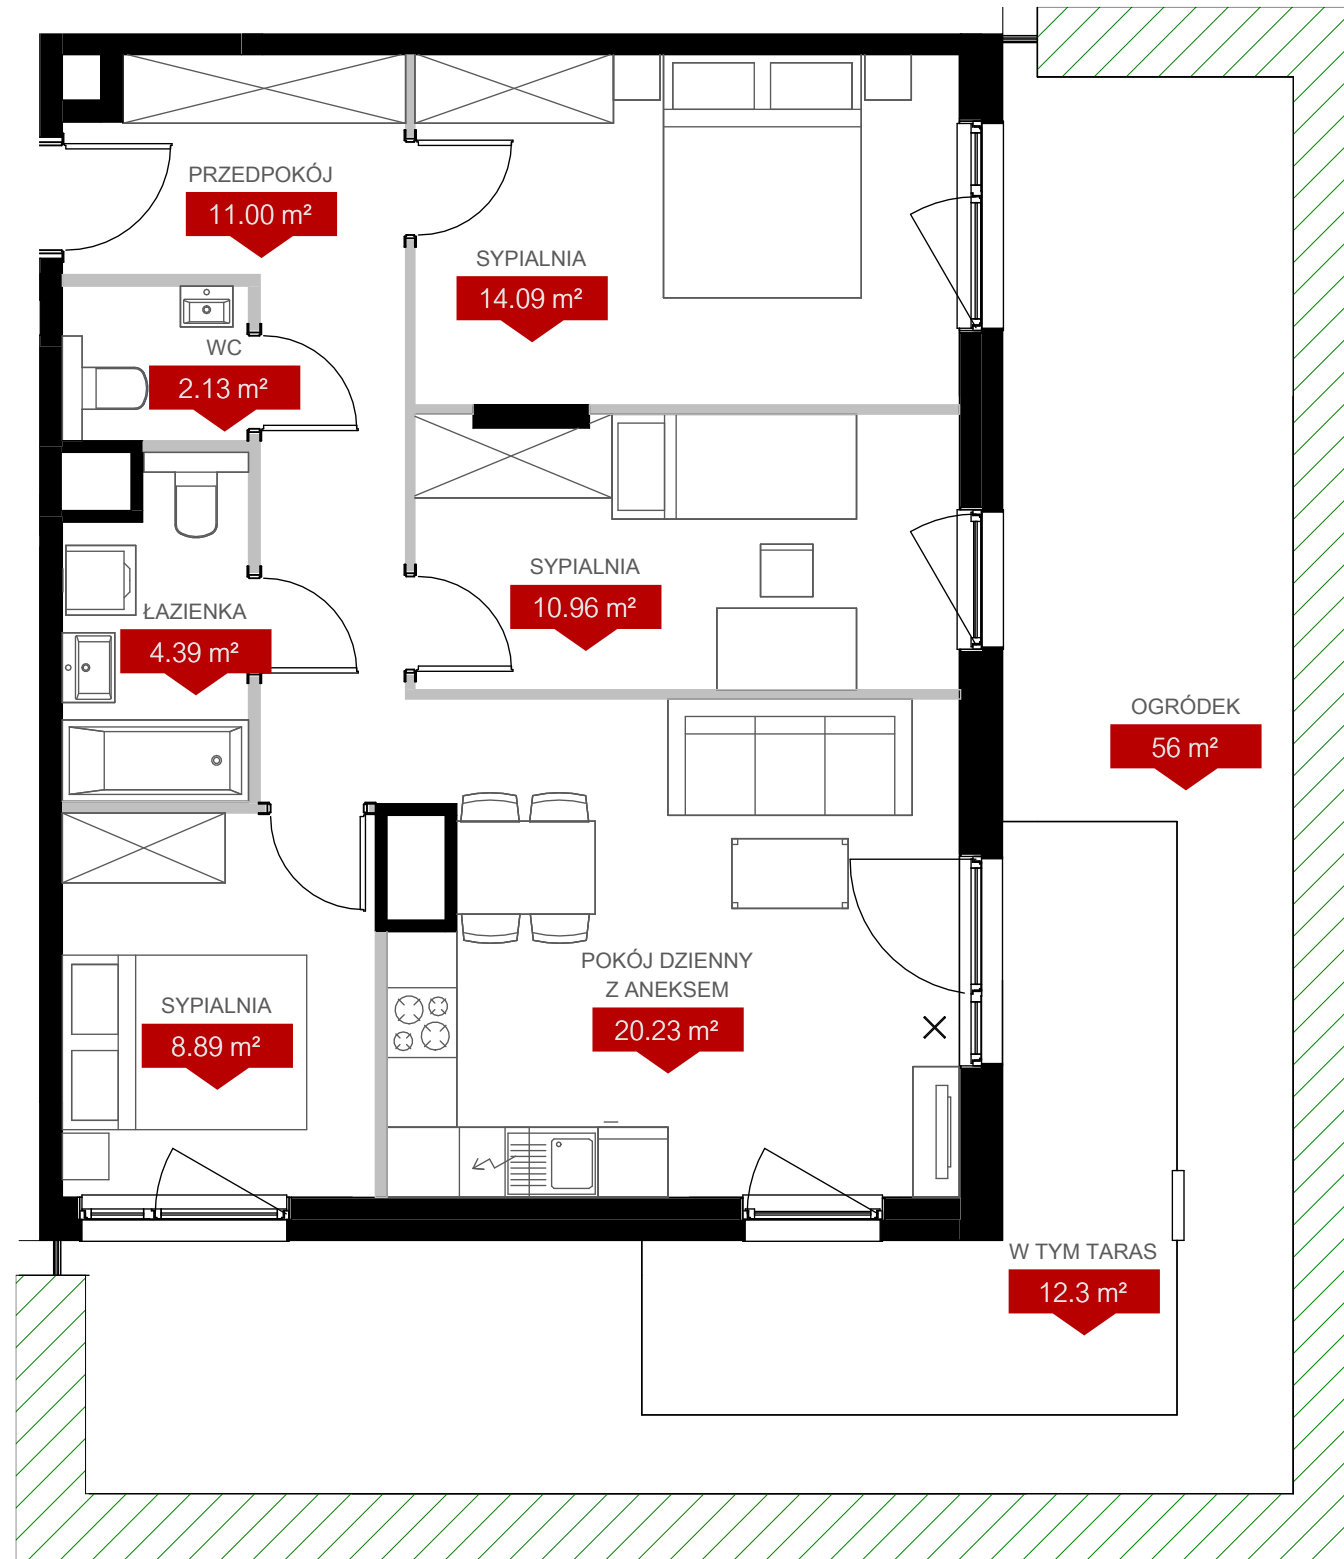 PRZEDPOKÓJ
11.00 m²
SYPIALNIA
14.09 m²
WC
2.13 m²
SYPIALNIA
10.96 m²
ŁAZIENKA
4.39 m²
OGRÓDEK
56 m²
POKÓJ DZIENNY
Z ANEKSEM
20.23 m²
SYPIALNIA
8.89 m²
W TYM TARAS
12.3 m²